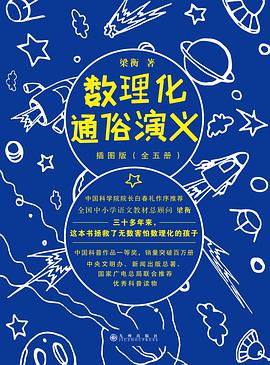 梁衡 著
数理化
通俗演义
插图版（全五册）
中国科学院院长白春礼作序推荐
全国中小学语文教材总顾问 梁衡
三十多年来，
这本书拯救了无数害怕数理化的孩子
中国科普作品一等奖，销量突破百万册
中央文明办、新闻出版总署、
国家广电总局联合推荐
优秀科普读物
九州出版社